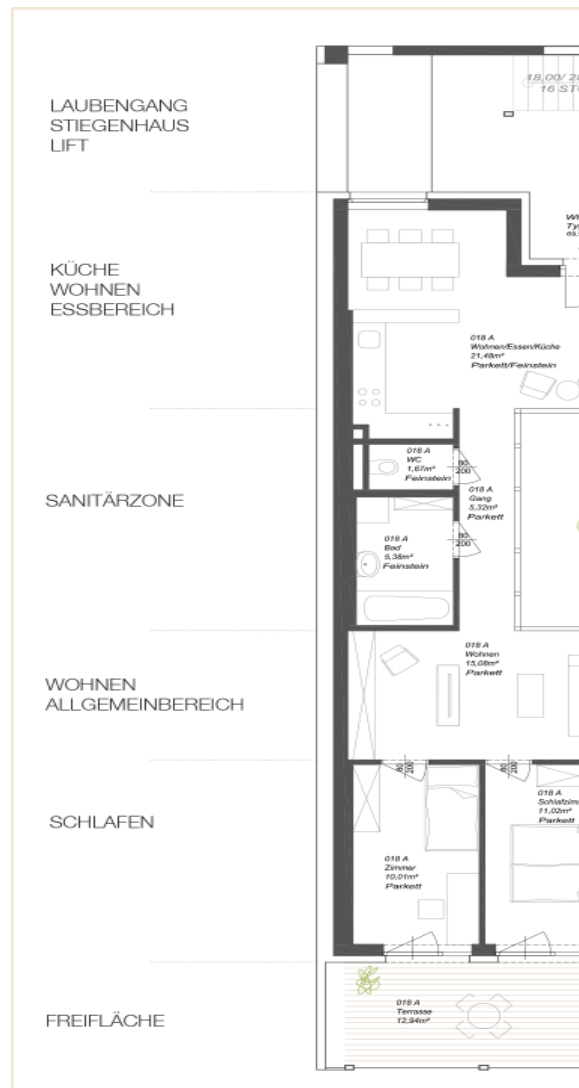 LAUBENGANG
STIEGENHAUS
LIFT
16 ST
KÜCHE
WOHNEN
ESSBEREICH
018 A
Wohnen/Essen/Küche
21,48m²
Parkett/Feinstein
SANITÄRZONE
018 A
WC
1,67m²
Feinstein
80
200
018 A
Gang
5,32m²
Parkett
018 A
Bad
5,38m²
Feinstein
80
200
WOHNEN
ALLGEMEINBEREICH
018 A
Wohnen
15,08m²
Parkett
80
200
80
200
SCHLAFEN
018 A
Schlafzim
11,02m²
Parkett
018 A
Zimmer
10,01m²
Parkett
FREIFLÄCHE
018 A
Terrasse
12,94m²